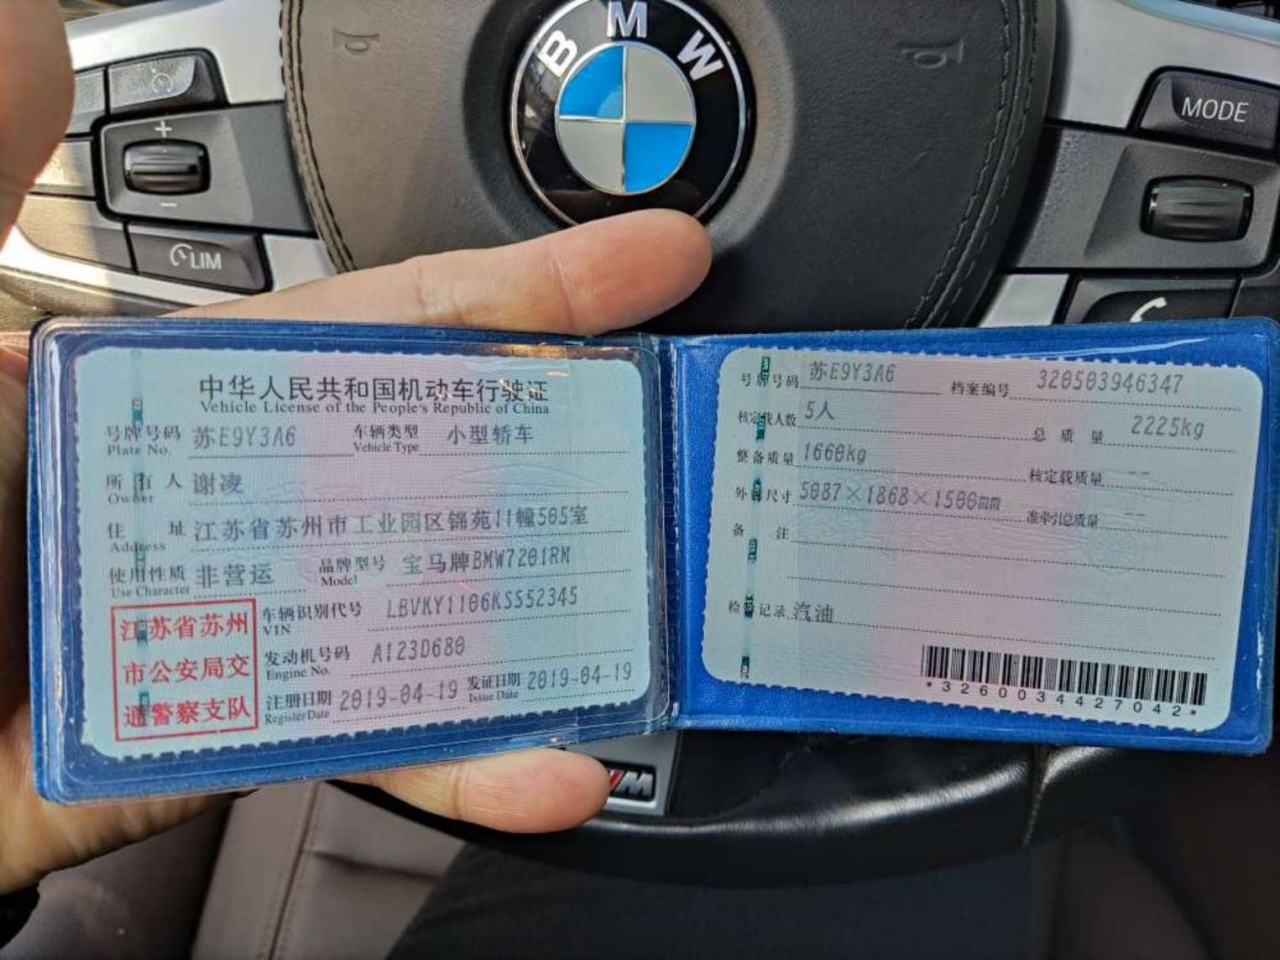 BMW
MODE
+
−
LIM
中华人民共和国机动车行驶证
Vehicle License of the People's Republic of China
号牌号码 苏E9Y3A6 车辆类型 小型轿车
Plate No. Vehicle Type
所有人 谢凌
Owner
住址 江苏省苏州市工业园区锦苑11幢505室
Address
使用性质 非营运 品牌型号 宝马牌BMW7201RM
Use Character Model
江苏省苏州
市公安局交
通警察支队
车辆识别代号 LBVKY1106KSS52345
VIN
发动机号码 A123D680
Engine No.
注册日期 2019-04-19 发证日期 2019-04-19
Register Date Issue Date
号牌号码 苏E9Y3A6 档案编号 320503946347
核定载人数 5人 总质量 2225kg
整备质量 1660kg 核定载质量 --
外廓尺寸 5087×1868×1500mm 准牵引总质量 --
备注
检验记录 汽油
*3260034427042*
M